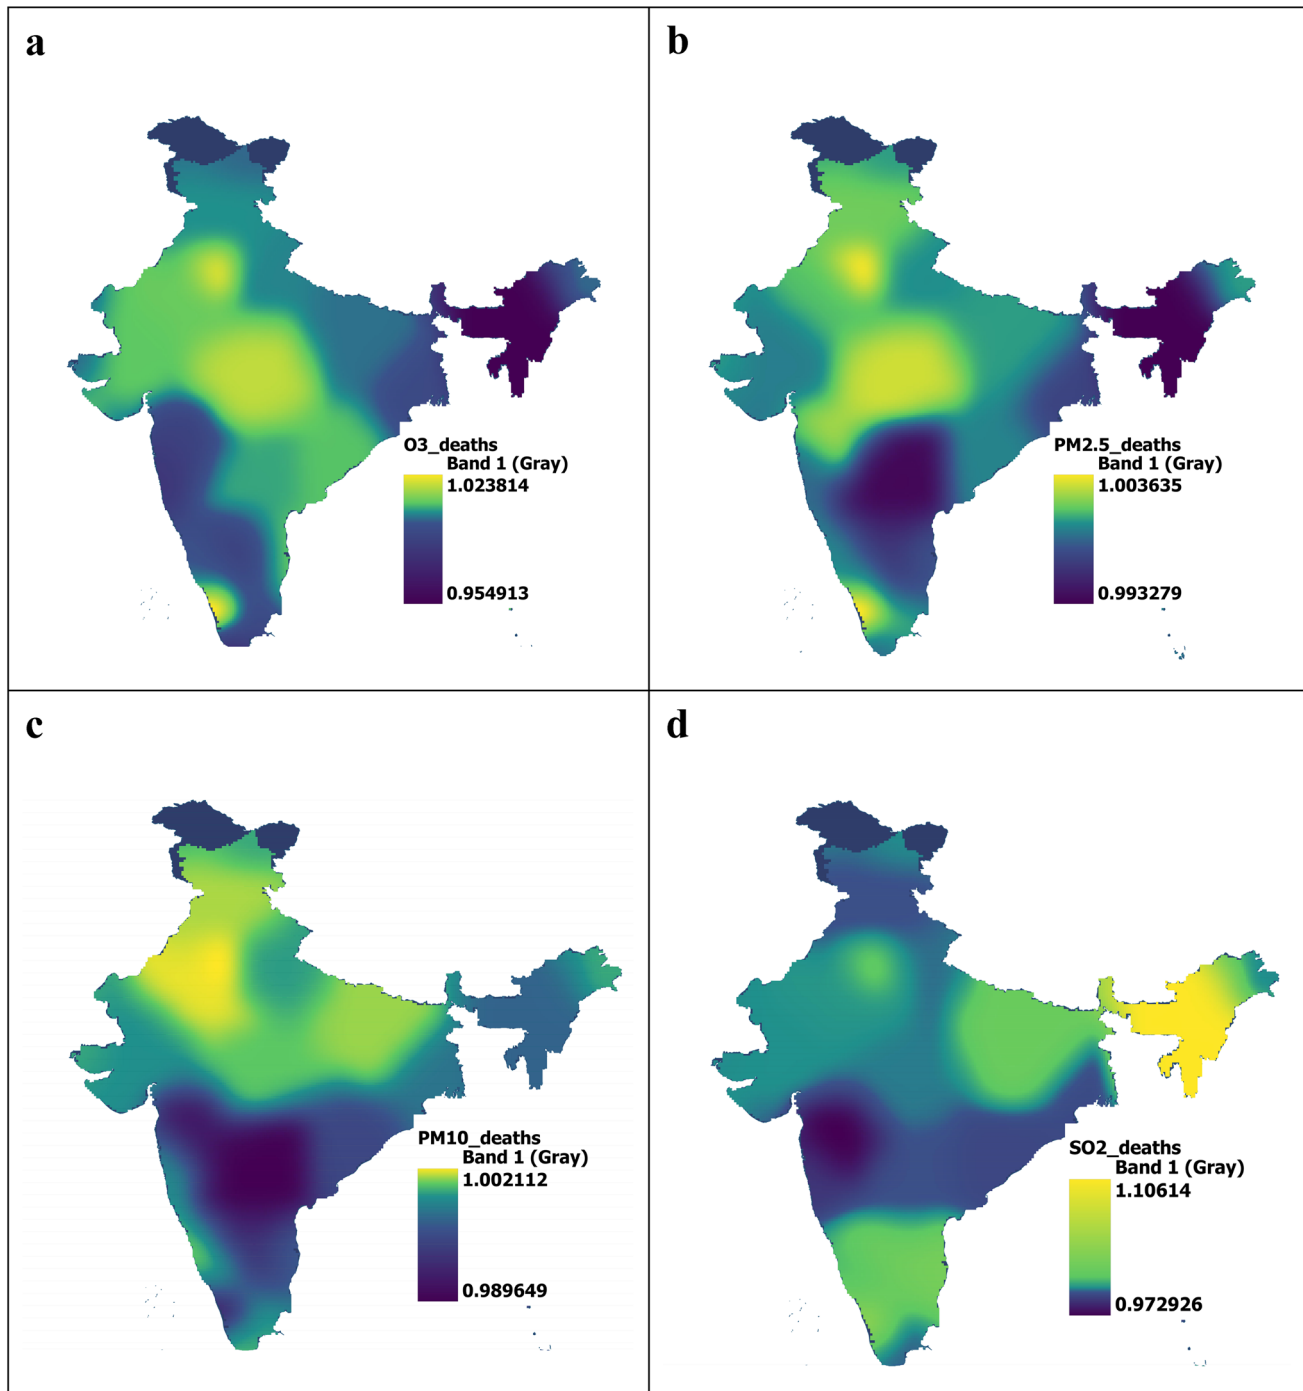 a
b
O3_deaths
Band 1 (Gray)
1.023814
0.954913
PM2.5_deaths
Band 1 (Gray)
1.003635
0.993279
c
d
PM10_deaths
Band 1 (Gray)
1.002112
0.989649
SO2_deaths
Band 1 (Gray)
1.10614
0.972926